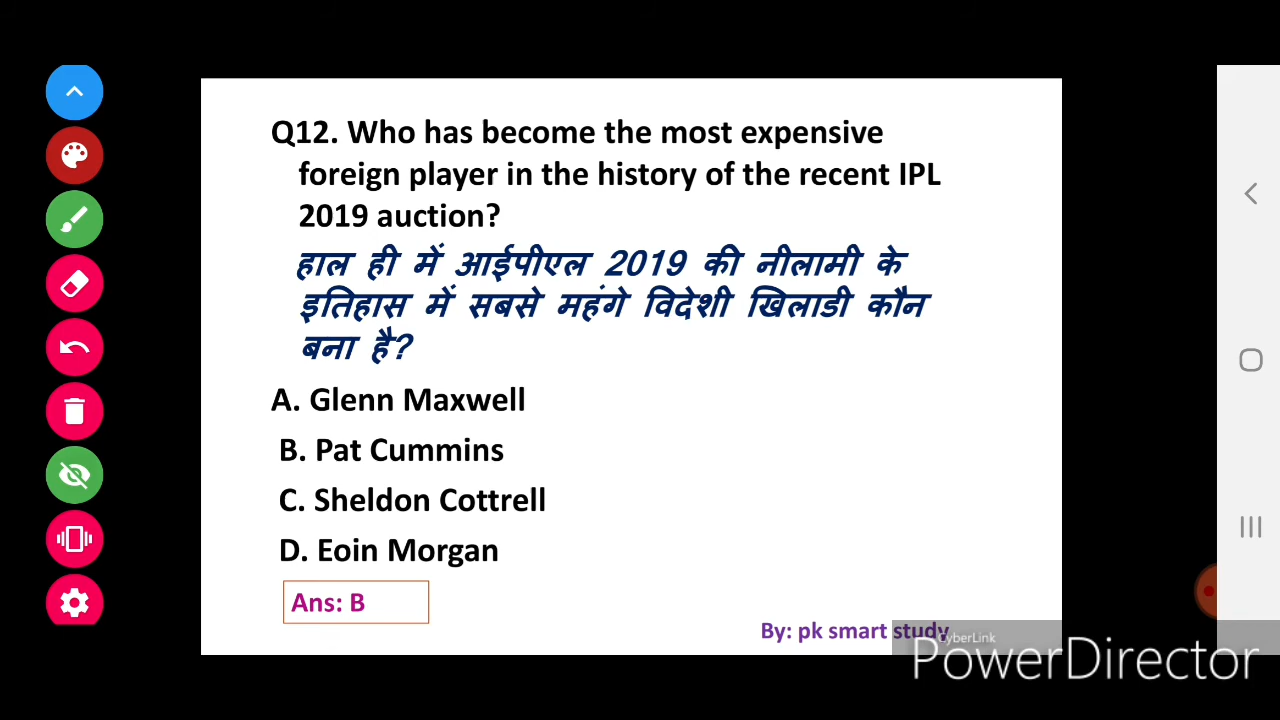 Q12. Who has become the most expensive
foreign player in the history of the recent IPL
2019 auction?
हाल ही में आईपीएल 2019 की नीलामी के
इतिहास में सबसे महंगे विदेशी खिलाडी कौन
बना है?
A. Glenn Maxwell
B. Pat Cummins
C. Sheldon Cottrell
D. Eoin Morgan
Ans: B
By: pk smart study
CyberLink
PowerDirector